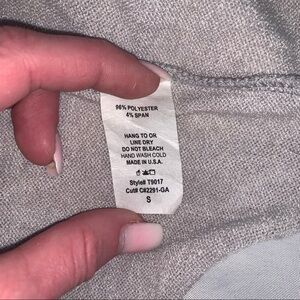 96% POLYESTER
4% SPAN
HANG TO OR
LINE DRY
DO NOT BLEACH
HAND WASH COLD
MADE IN U.S.A.
Style# T9017
Cut# C#2291-GA
S